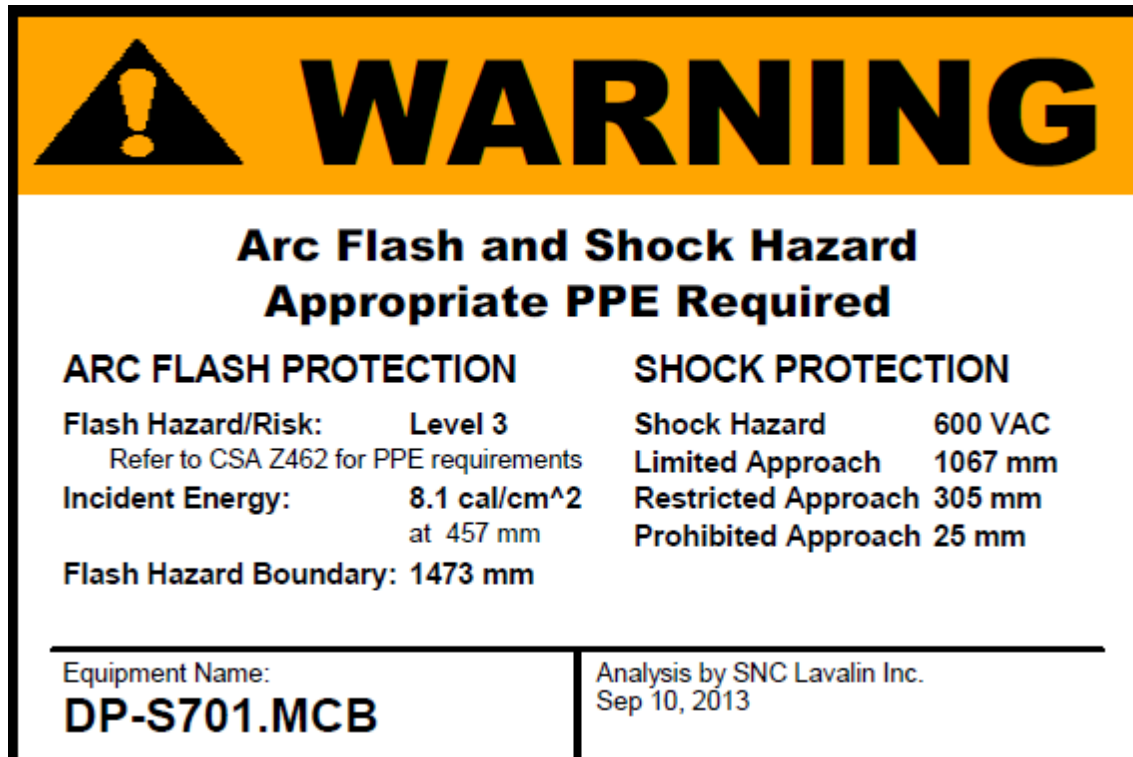 WARNING
Arc Flash and Shock Hazard
Appropriate PPE Required
ARC FLASH PROTECTION
Flash Hazard/Risk: Level 3
Refer to CSA Z462 for PPE requirements
Incident Energy: 8.1 cal/cm^2
at 457 mm
Flash Hazard Boundary: 1473 mm
SHOCK PROTECTION
Shock Hazard 600 VAC
Limited Approach 1067 mm
Restricted Approach 305 mm
Prohibited Approach 25 mm
Equipment Name:
DP-S701.MCB
Analysis by SNC Lavalin Inc.
Sep 10, 2013